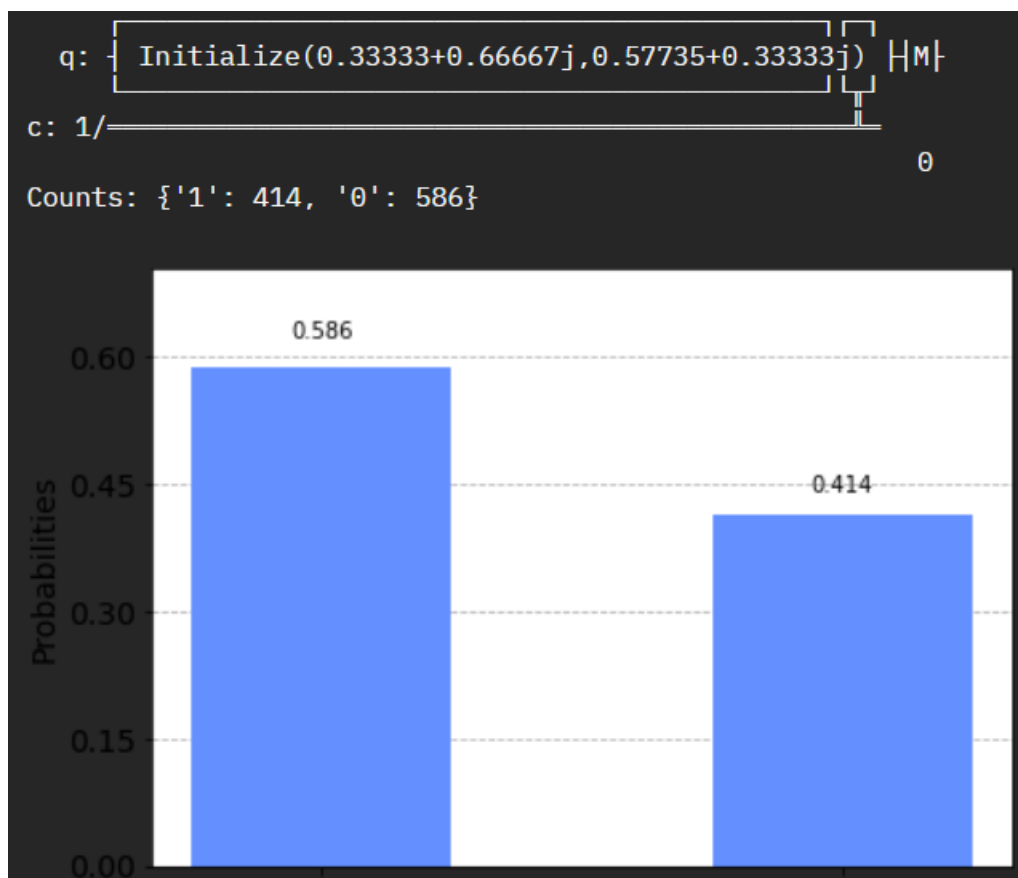 q: ┤ Initialize(0.33333+0.66667j,0.57735+0.33333j) ├┤M├
c: 1/
0
Counts: {'1': 414, '0': 586}
0.586
0.60
0.45
0.414
Probabilities
0.30
0.15
0.00